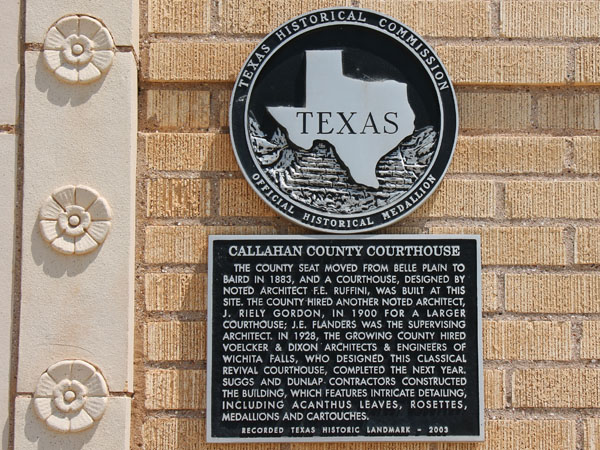 TEXAS HISTORICAL COMMISSION
TEXAS
OFFICIAL HISTORICAL MEDALLION
CALLAHAN COUNTY COURTHOUSE
THE COUNTY SEAT MOVED FROM BELLE PLAIN TO
BAIRD IN 1883, AND A COURTHOUSE, DESIGNED BY
NOTED ARCHITECT F.E. RUFFINI, WAS BUILT AT THIS
SITE. THE COUNTY HIRED ANOTHER NOTED ARCHITECT,
J. RIELY GORDON, IN 1900 FOR A LARGER
COURTHOUSE; J.E. FLANDERS WAS THE SUPERVISING
ARCHITECT. IN 1928, THE GROWING COUNTY HIRED
VOELCKER & DIXON ARCHITECTS & ENGINEERS OF
WICHITA FALLS, WHO DESIGNED THIS CLASSICAL
REVIVAL COURTHOUSE, COMPLETED THE NEXT YEAR.
SUGGS AND DUNLAP CONTRACTORS CONSTRUCTED
THE BUILDING, WHICH FEATURES INTRICATE DETAILING,
INCLUDING ACANTHUS LEAVES, ROSETTES,
MEDALLIONS AND CARTOUCHES.
RECORDED TEXAS HISTORIC LANDMARK – 2003